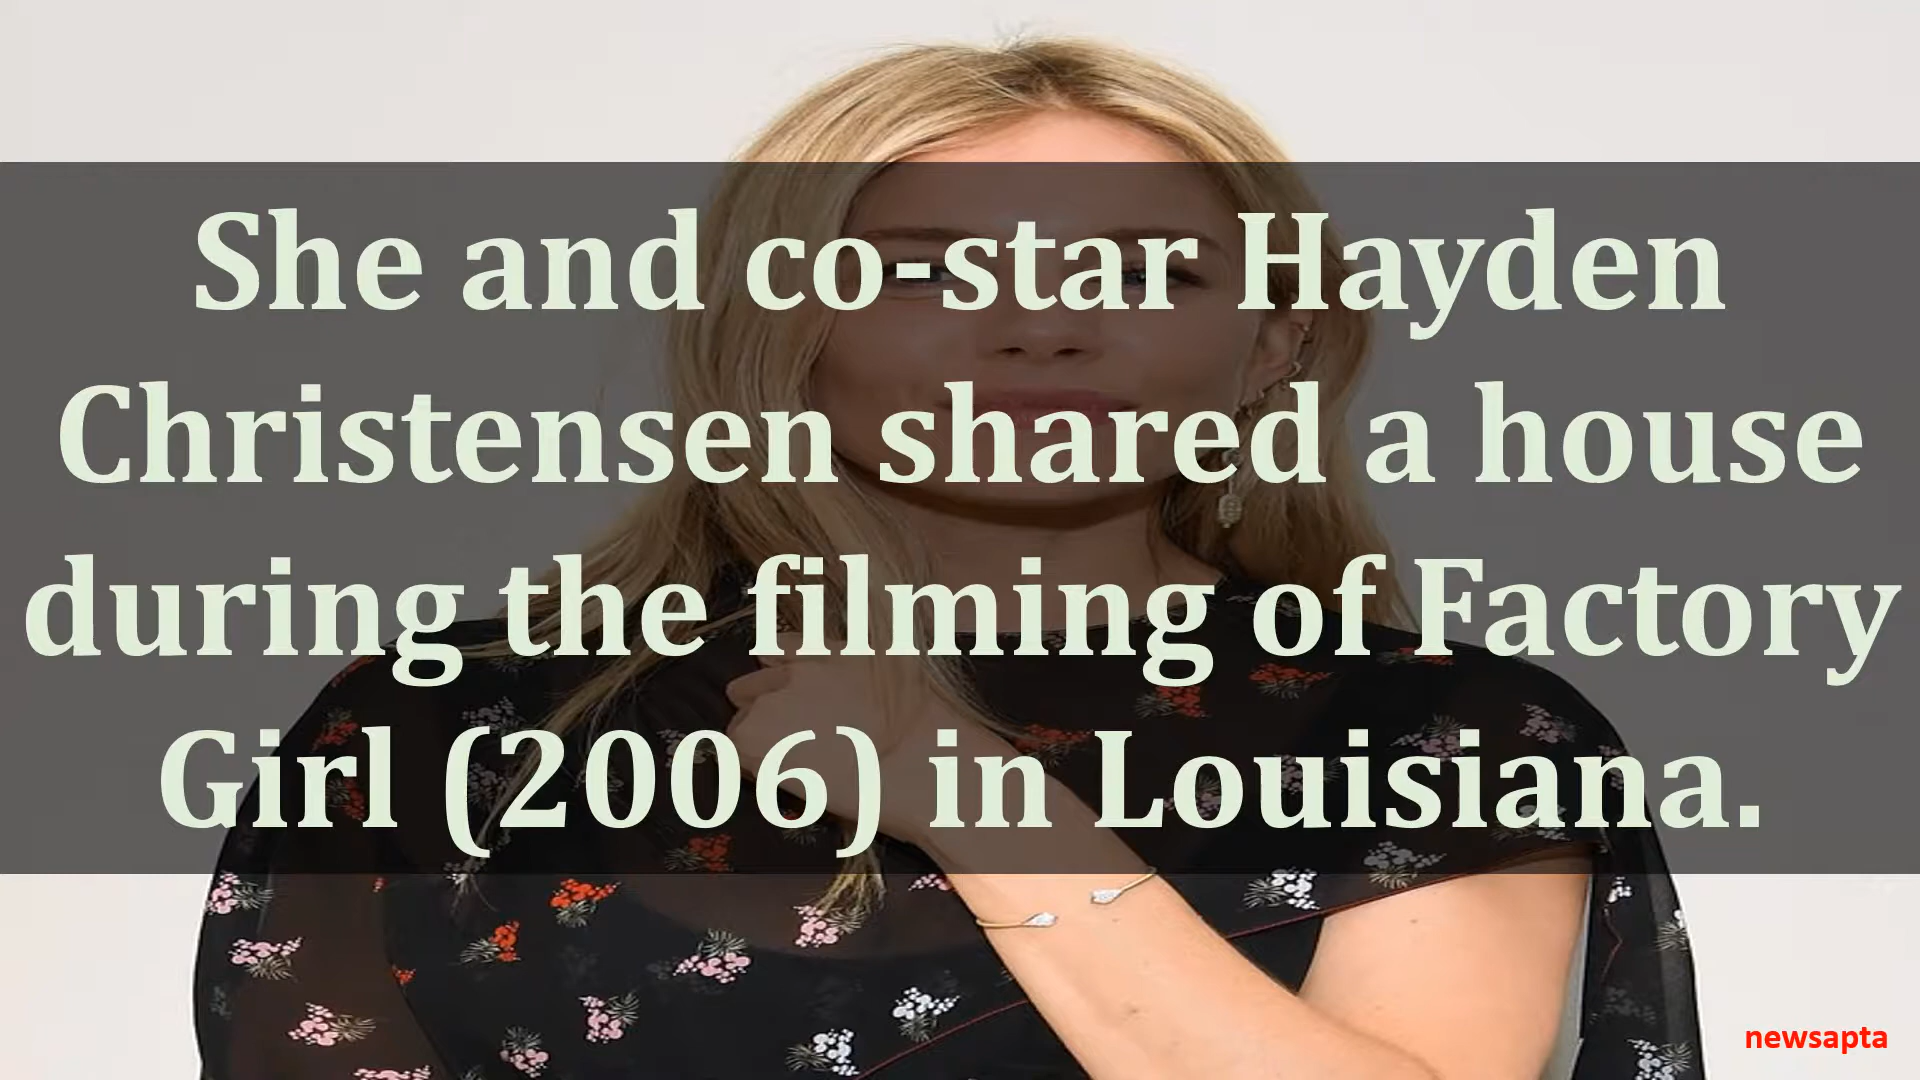 She and co-star Hayden
Christensen shared a house
during the filming of Factory
Girl (2006) in Louisiana.
newsapta